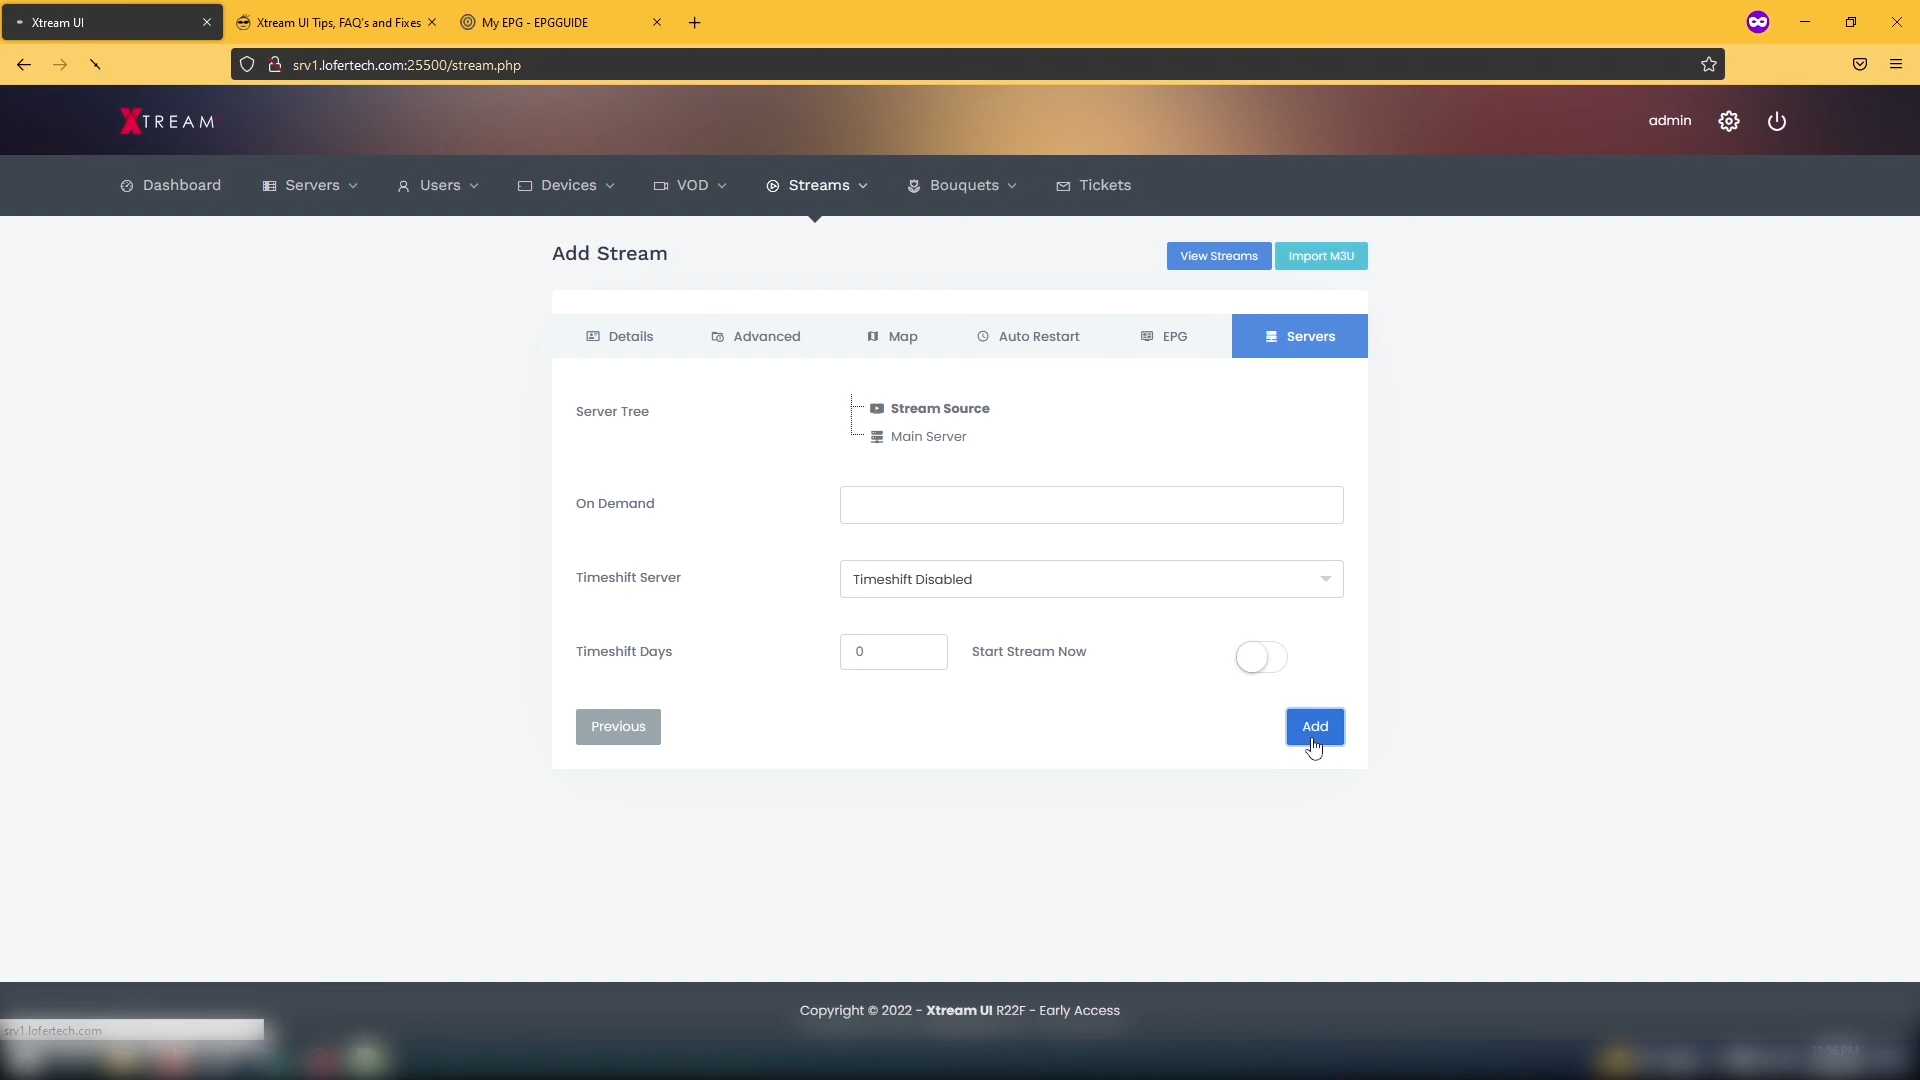 Xtream UI
Xtream UI Tips, FAQ's and Fixes
My EPG - EPGGUIDE
srv1.lofertech.com:25500/stream.php
XTREAM
admin
Dashboard
Servers
Users
Devices
VOD
Streams
Bouquets
Tickets
Add Stream
View Streams
Import M3U
Details
Advanced
Map
Auto Restart
EPG
Servers
Server Tree
Stream Source
Main Server
On Demand
Timeshift Server
Timeshift Disabled
Timeshift Days
0
Start Stream Now
Previous
Add
Copyright © 2022 - Xtream UI R22F - Early Access
srv1.lofertech.com